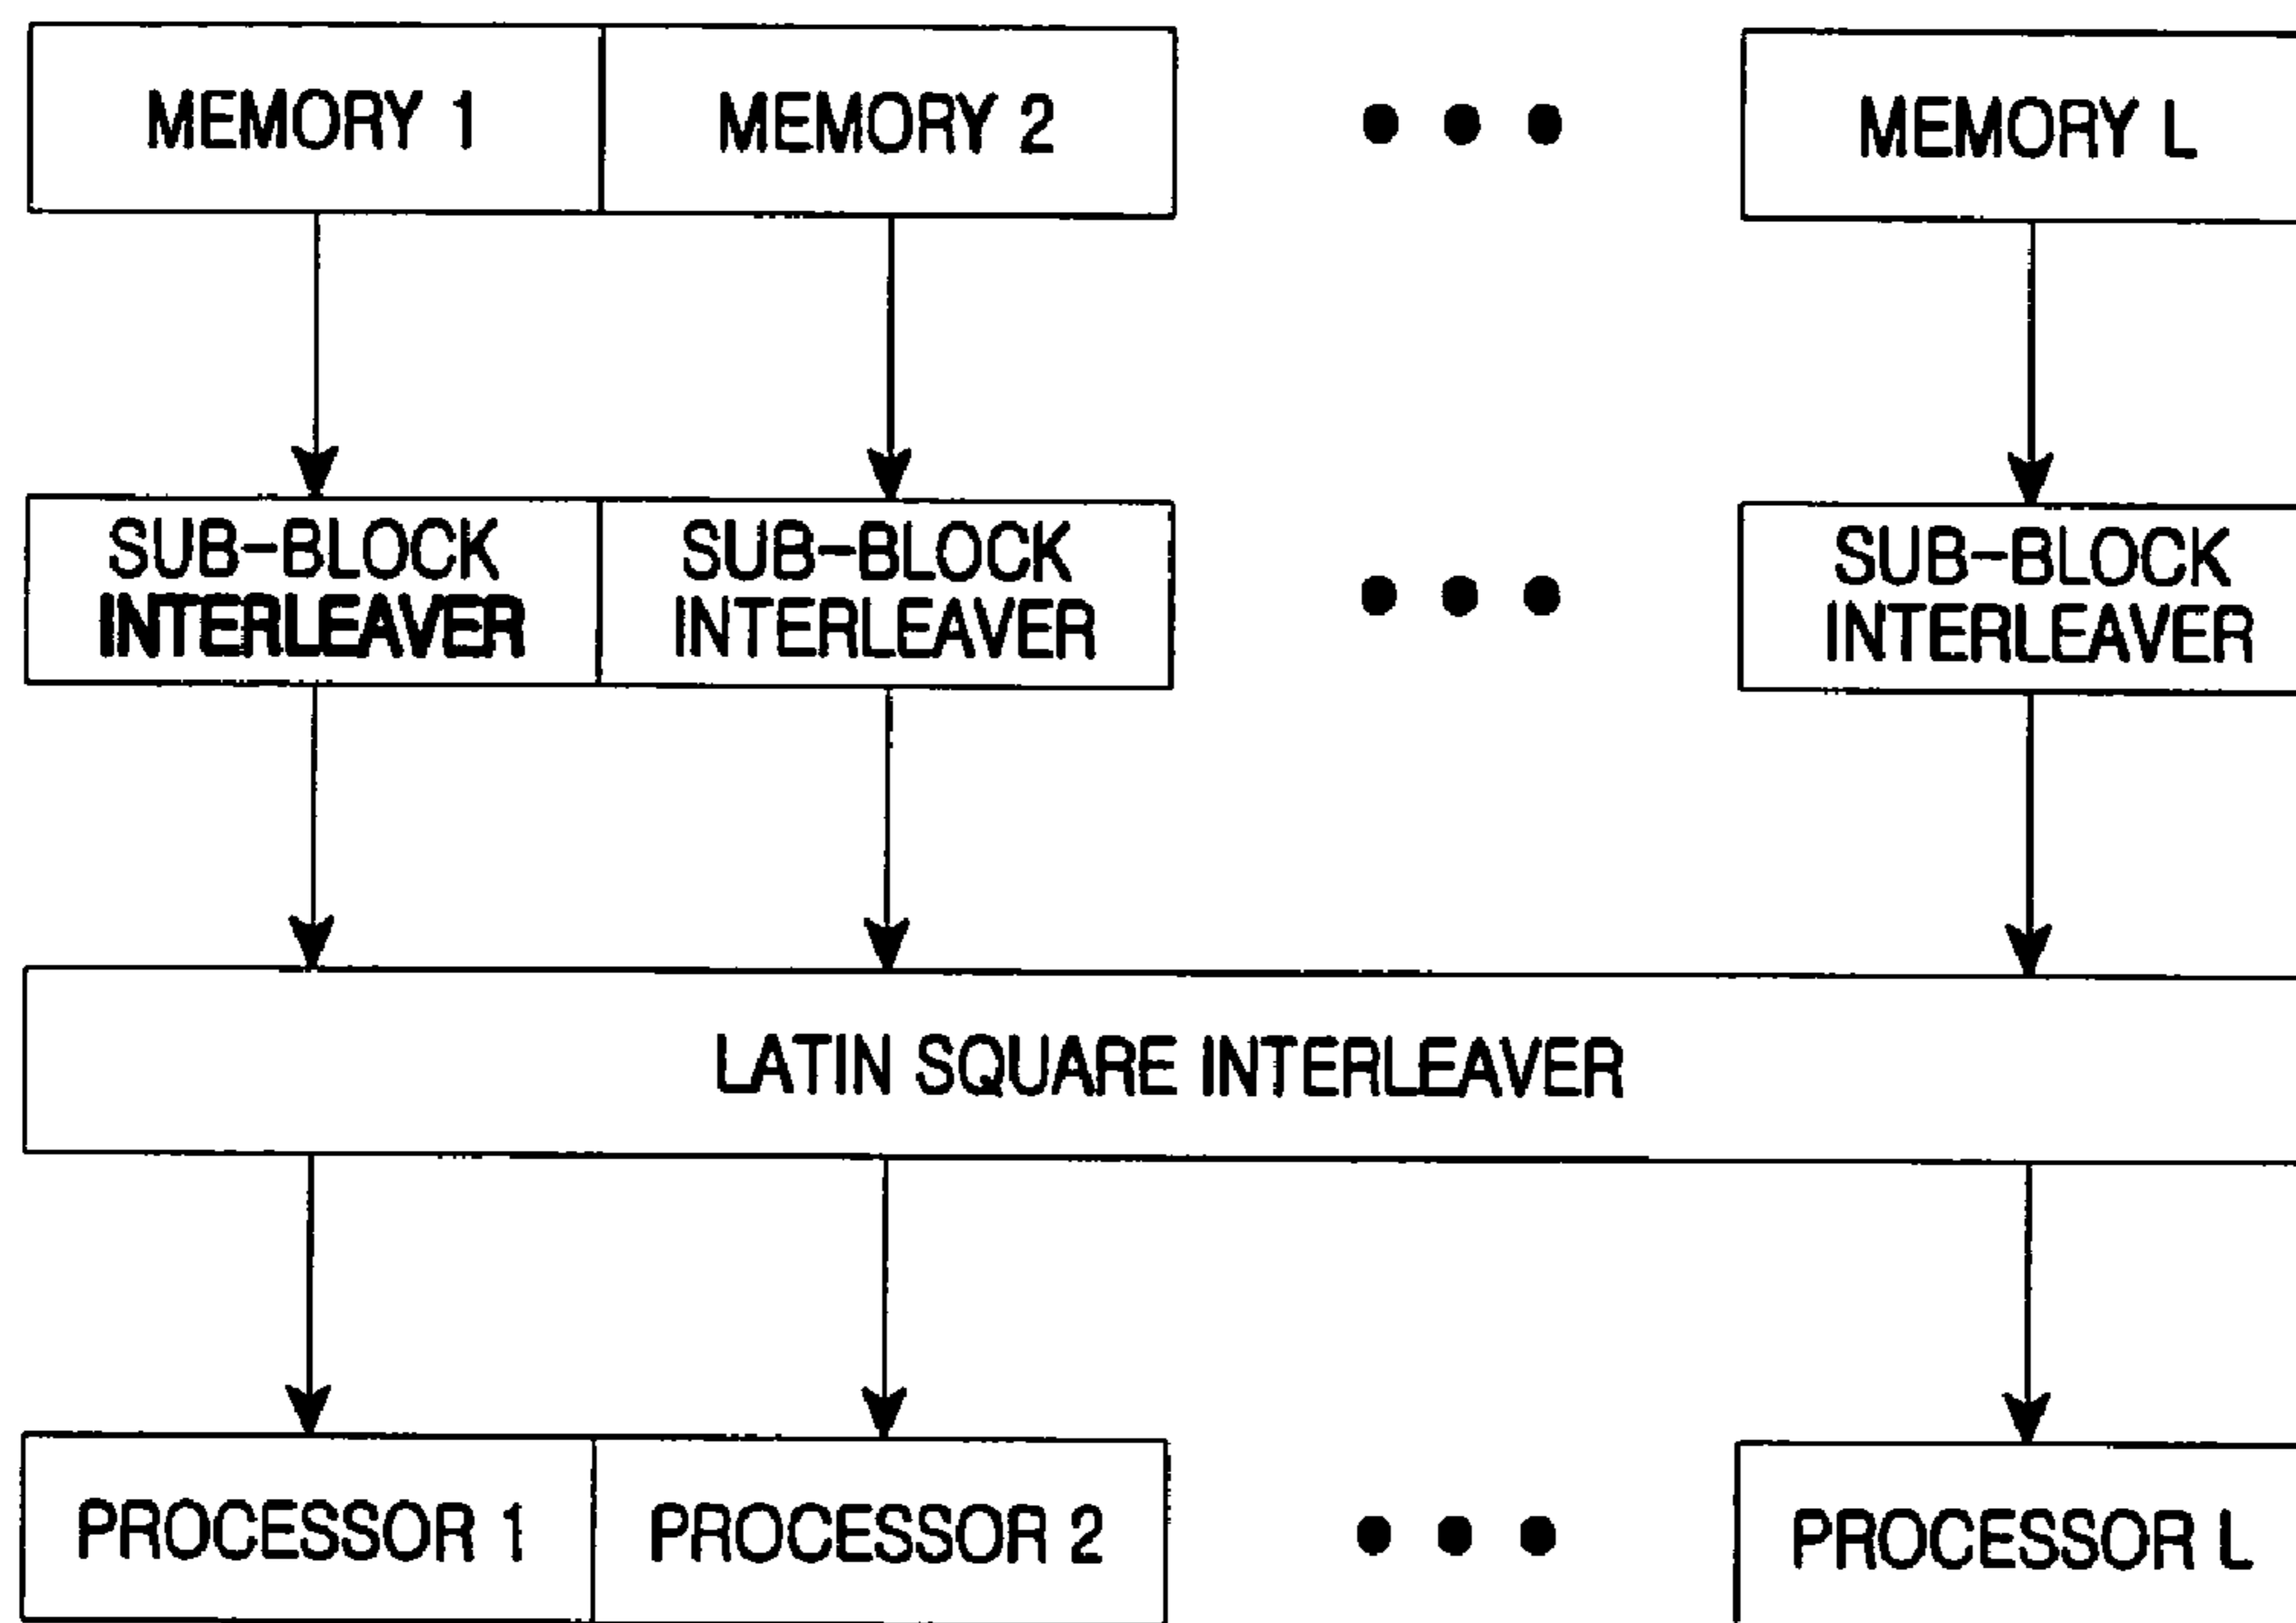 MEMORY 1 MEMORY 2 ● ● ● MEMORY L
SUB-BLOCK SUB-BLOCK ● ● ● SUB-BLOCK
INTERLEAVER INTERLEAVER INTERLEAVER
LATIN SQUARE INTERLEAVER
PROCESSOR 1 PROCESSOR 2 ● ● ● PROCESSOR L